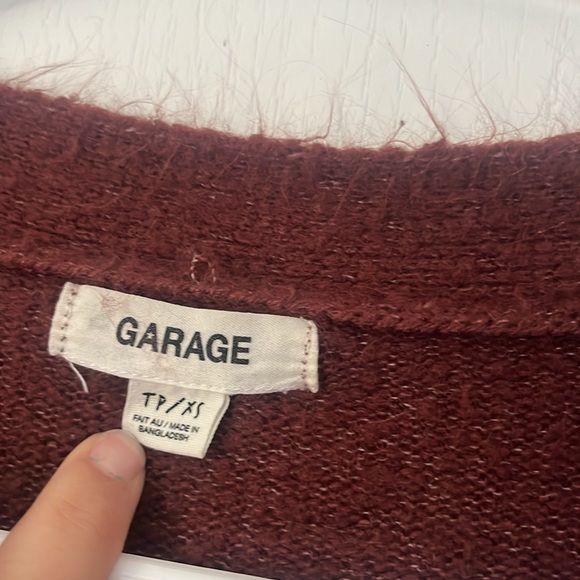 GARAGE
TP/XS
FAIT AU / MADE IN
BANGLADESH